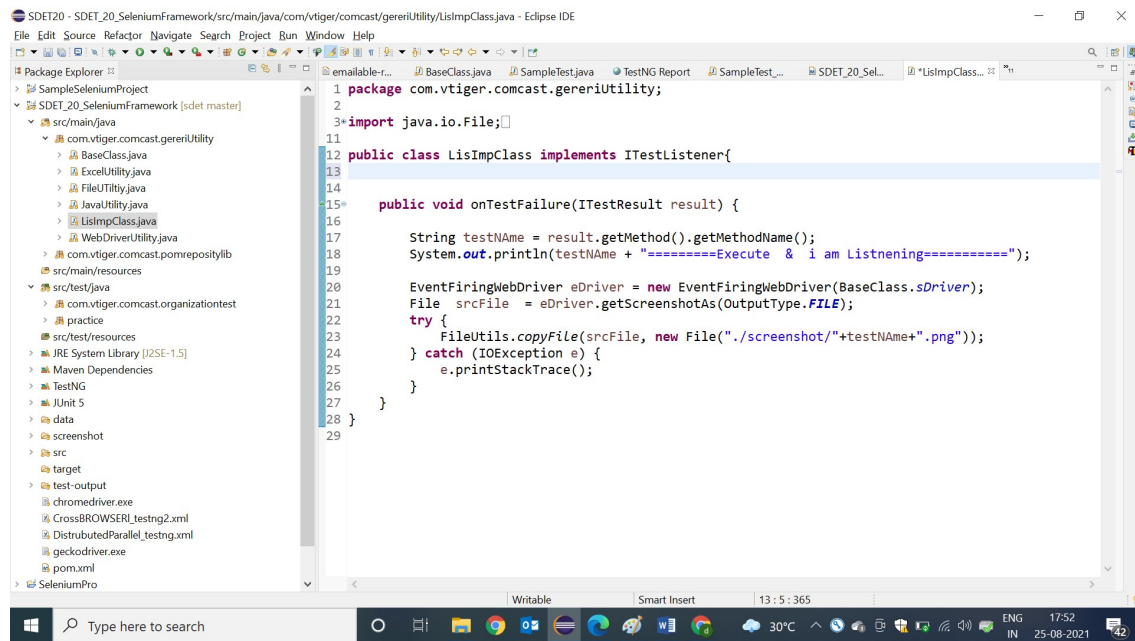 SDET20 - SDET_20_SeleniumFramework/src/main/java/com/vtiger/comcast/gereriUtility/LisImpClass.java - Eclipse IDE
File Edit Source Refactor Navigate Search Project Run Window Help
Package Explorer
emailable-r... BaseClass.java SampleTest.java TestNG Report SampleTest_... SDET_20_Sel... *LisImpClass... 11
SampleSeleniumProject
SDET_20_SeleniumFramework [sdet master]
src/main/java
com.vtiger.comcast.gereriUtility
BaseClass.java
ExcelUtility.java
FileUTiltiy.java
JavaUtility.java
LisImpClass.java
WebDriverUtility.java
com.vtiger.comcast.pomrepositylib
src/main/resources
src/test/java
com.vtiger.comcast.organizationtest
practice
src/test/resources
JRE System Library [J2SE-1.5]
Maven Dependencies
TestNG
JUnit 5
data
screenshot
src
target
test-output
chromedriver.exe
CrossBROWSERl_testng2.xml
DistrubutedParallel_testng.xml
geckodriver.exe
pom.xml
SeleniumPro
1 package com.vtiger.comcast.gereriUtility;
2
3 import java.io.File;
11
12 public class LisImpClass implements ITestListener{
13
14
15 public void onTestFailure(ITestResult result) {
16
17 String testNAme = result.getMethod().getMethodName();
18 System.out.println(testNAme + "=========Execute & i am Listnening===========");
19
20 EventFiringWebDriver eDriver = new EventFiringWebDriver(BaseClass.sDriver);
21 File srcFile = eDriver.getScreenshotAs(OutputType.FILE);
22 try {
23 FileUtils.copyFile(srcFile, new File("./screenshot/"+testNAme+".png"));
24 } catch (IOException e) {
25 e.printStackTrace();
26 }
27 }
28 }
29
Writable Smart Insert 13 : 5 : 365
Type here to search
30°C
ENG
IN
17:52
25-08-2021
42